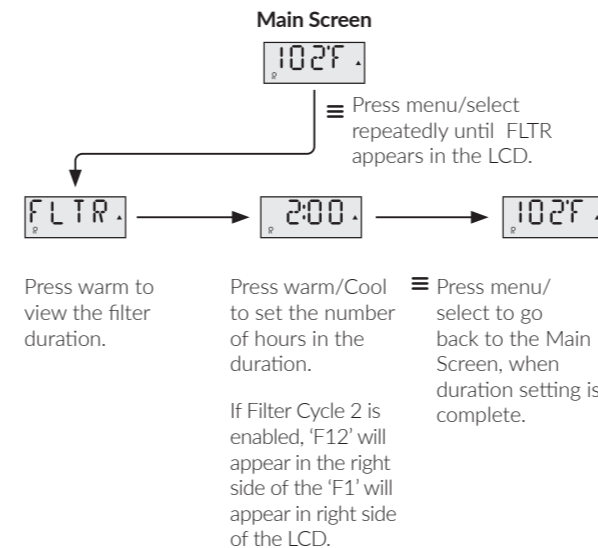 Main Screen
102°F
R
Press menu/select
repeatedly until FLTR
appears in the LCD.
FLTR
R
2:00
R
102°F
R
Press warm to
view the filter
duration.
Press warm/Cool
to set the number
of hours in the
duration.
If Filter Cycle 2 is
enabled, ‘F12’ will
appear in the right
side of the ‘F1’ will
appear in right side
of the LCD.
Press menu/
select to go
back to the Main
Screen, when
duration setting is
complete.